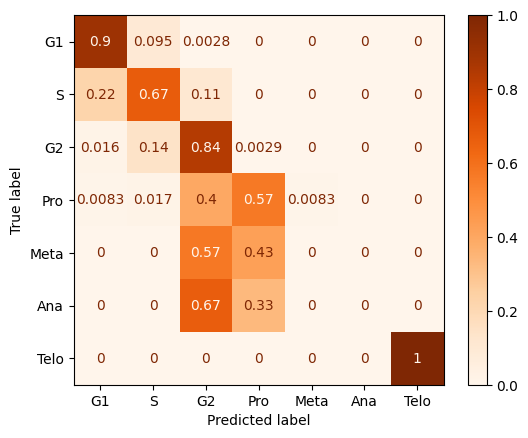 1.0
G1 0.9 0.095 0.0028 0 0 0 0
S 0.22 0.67 0.11 0 0 0 0
0.8
G2 0.016 0.14 0.84 0.0029 0 0 0
0.6
True label
Pro 0.0083 0.017 0.4 0.57 0.0083 0 0
0.4
Meta 0 0 0.57 0.43 0 0 0
Ana 0 0 0.67 0.33 0 0 0
0.2
Telo 0 0 0 0 0 0 1
0.0
G1 S G2 Pro Meta Ana Telo
Predicted label